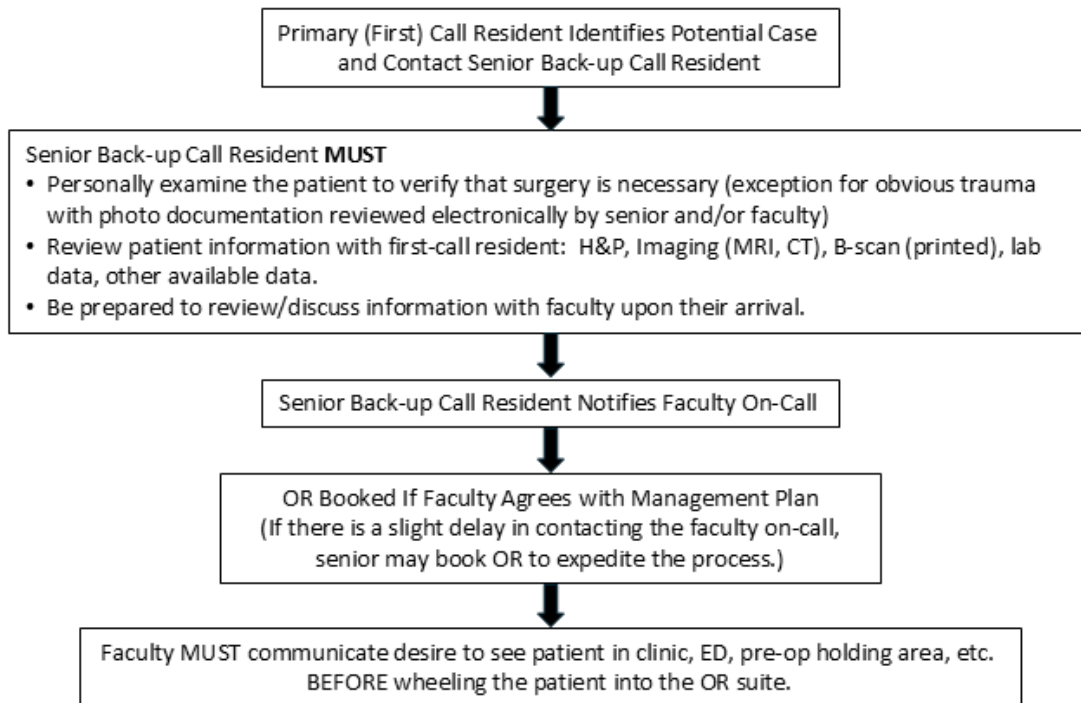 Primary (First) Call Resident Identifies Potential Case
and Contact Senior Back-up Call Resident
Senior Back-up Call Resident MUST
• Personally examine the patient to verify that surgery is necessary (exception for obvious trauma
with photo documentation reviewed electronically by senior and/or faculty)
• Review patient information with first-call resident:  H&P, Imaging (MRI, CT), B-scan (printed), lab
data, other available data.
• Be prepared to review/discuss information with faculty upon their arrival.
Senior Back-up Call Resident Notifies Faculty On-Call
OR Booked If Faculty Agrees with Management Plan
(If there is a slight delay in contacting the faculty on-call,
senior may book OR to expedite the process.)
Faculty MUST communicate desire to see patient in clinic, ED, pre-op holding area, etc.
BEFORE wheeling the patient into the OR suite.